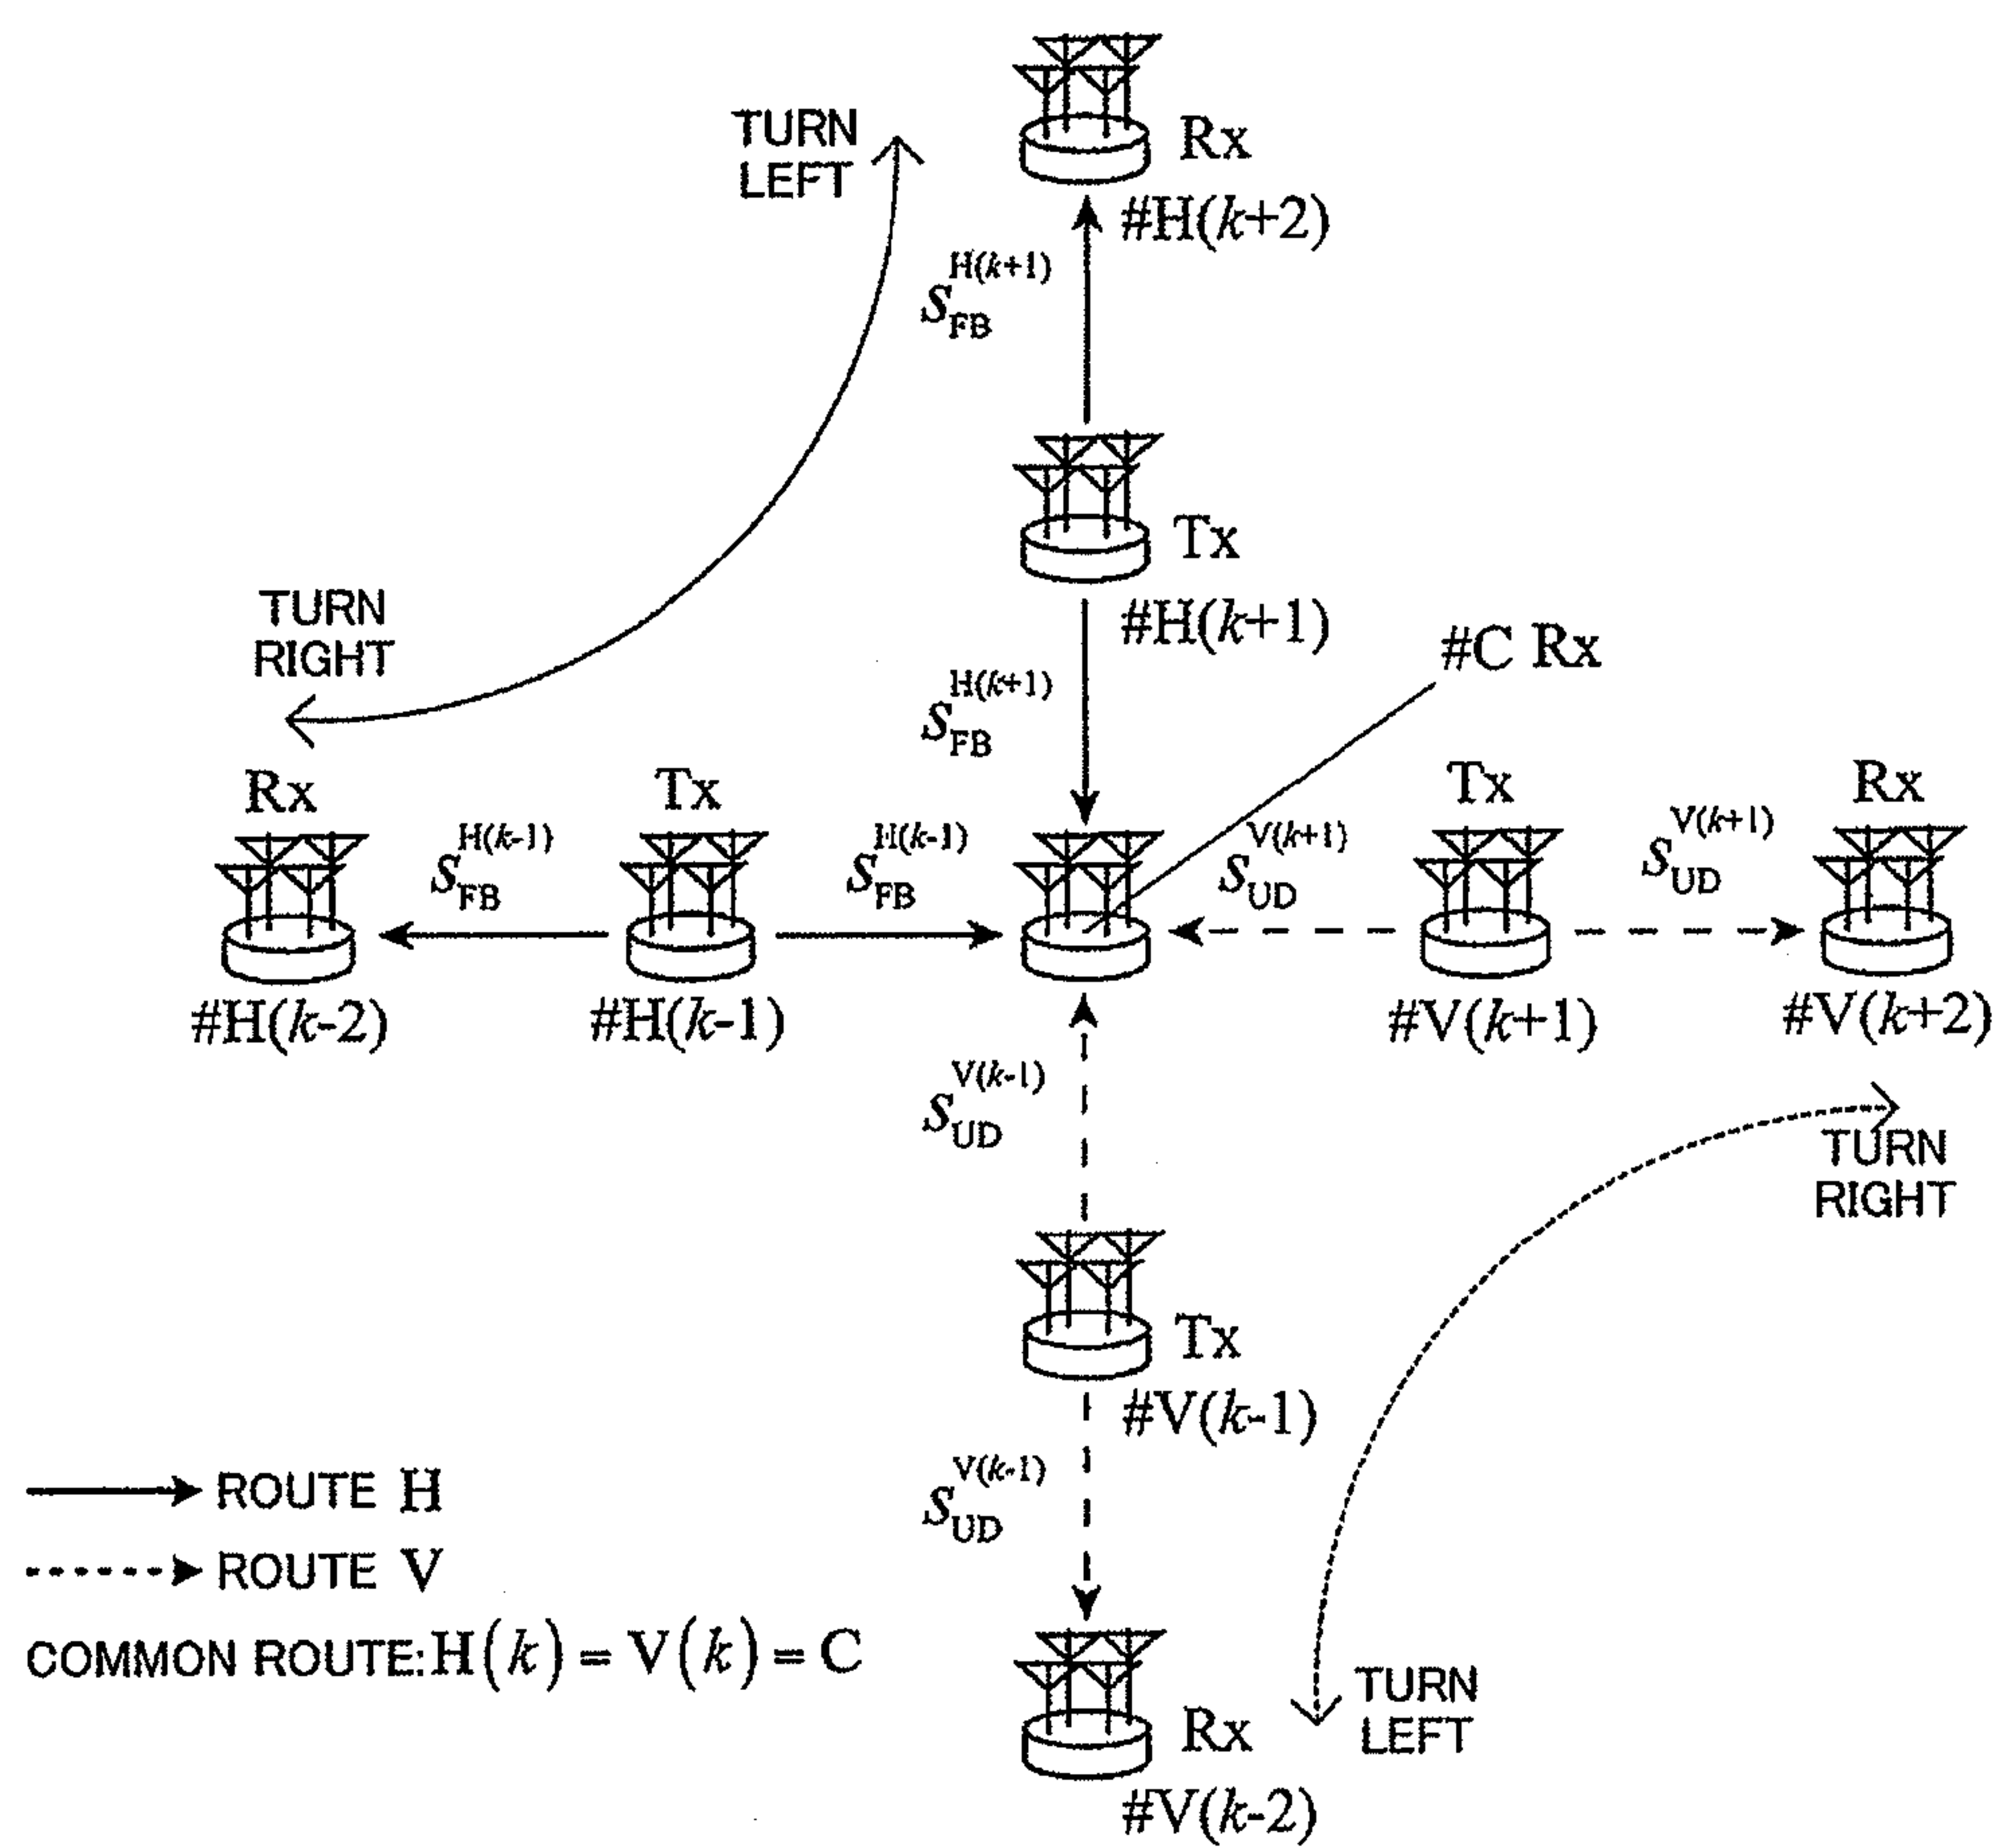 TURN
LEFT
Rx
#H(k+2)
S_FB^H(k+1)
Tx
#H(k+1)
TURN
RIGHT
#C Rx
S_FB^H(k+1)
Rx
Tx
Tx
Rx
S_FB^H(k-1)
S_FB^H(k-1)
S_UD^V(k+1)
S_UD^V(k+1)
#H(k-2)
#H(k-1)
#V(k+1)
#V(k+2)
S_UD^V(k-1)
TURN
RIGHT
Tx
#V(k-1)
S_UD^V(k-1)
ROUTE H
ROUTE V
COMMON ROUTE: H(k) = V(k) = C
TURN
LEFT
Rx
#V(k-2)